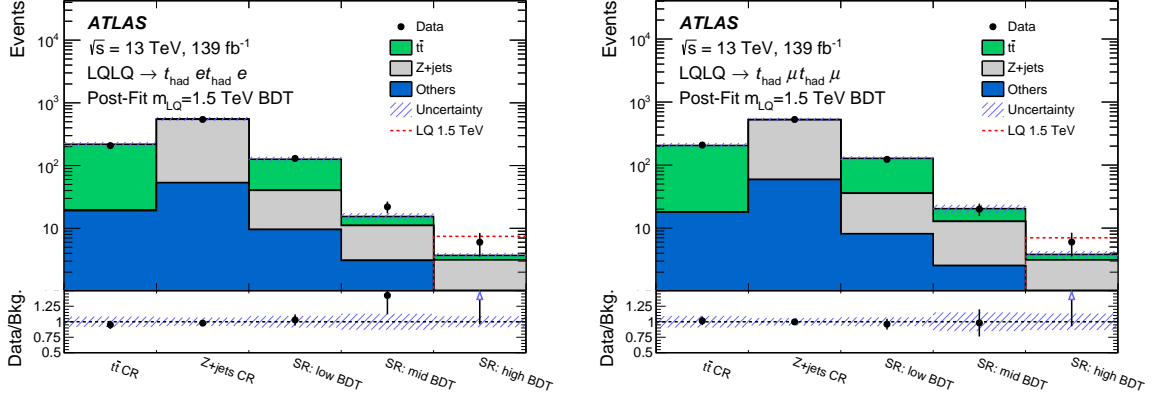 Events
ATLAS
√s = 13 TeV, 139 fb⁻¹
LQLQ → t_had et_had e
Post-Fit m_LQ=1.5 TeV BDT
Data
tt̄
Z+jets
Others
Uncertainty
LQ 1.5 TeV
10⁴
10³
10²
10
Data/Bkg.
1.25
1
0.75
0.5
tt̄ CR
Z+jets CR
SR: low BDT
SR: mid BDT
SR: high BDT
Events
ATLAS
√s = 13 TeV, 139 fb⁻¹
LQLQ → t_had μt_had μ
Post-Fit m_LQ=1.5 TeV BDT
Data
tt̄
Z+jets
Others
Uncertainty
LQ 1.5 TeV
10⁴
10³
10²
10
Data/Bkg.
1.25
1
0.75
0.5
tt̄ CR
Z+jets CR
SR: low BDT
SR: mid BDT
SR: high BDT